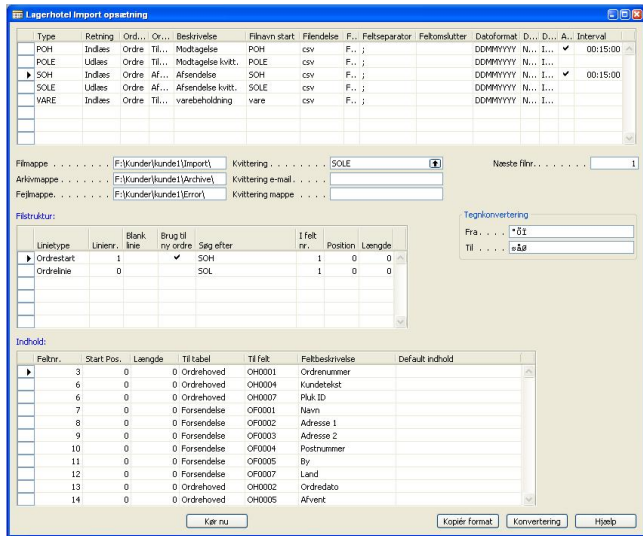 Lagerhotel Import opsætning
Type Retning Ord... Or... Beskrivelse Filnavn start Filendelse F.. Feltseparator Feltomslutter Datoformat D... D... A.. Interval
POH Indlæs Ordre Til... Modtagelse POH csv F.. ; DDMMYYYY N... I... ✔ 00:15:00
POLE Udlæs Ordre Til... Modtagelse kvitt. POLE csv F.. ; DDMMYYYY N... I...
SOH Indlæs Ordre Af... Afsendelse SOH csv F.. ; DDMMYYYY N... I... ✔ 00:15:00
SOLE Udlæs Ordre Af... Afsendelse kvitt. SOLE csv F.. ; DDMMYYYY N... I...
VARE Indlæs Ordre Til... varebeholdning vare csv F.. ; DDMMYYYY N... I...
Filmappe . . . . . . . . F:\Kunder\kunde1\Import\ Kvittering . . . . . . . . SOLE Næste filnr. . . . . . . . 1
Arkivmappe . . . . . . . F:\Kunder\kunde1\Archive\ Kvittering e-mail . . . . .
Fejlmappe. . . . . . . . F:\Kunder\kunde1\Error\ Kvittering mappe . . . . .
Filstruktur:
Linietype Linienr. Blank linie Brug til ny ordre Søg efter I felt nr. Position Længde
Ordrestart 1 ✔ SOH 1 0 0
Ordrelinie 0 SOL 1 0 0
Tegnkonvertering
Fra . . . .
Til . . . .
Indhold:
Feltnr. Start Pos. Længde Til tabel Til felt Feltbeskrivelse Default indhold
3 0 0 Ordrehoved OH0001 Ordrenummer
6 0 0 Ordrehoved OH0004 Kundetekst
6 0 0 Ordrehoved OH0007 Pluk ID
7 0 0 Forsendelse OF0001 Navn
8 0 0 Forsendelse OF0002 Adresse 1
9 0 0 Forsendelse OF0003 Adresse 2
10 0 0 Forsendelse OF0004 Postnummer
11 0 0 Forsendelse OF0005 By
12 0 0 Forsendelse OF0007 Land
13 0 0 Ordrehoved OH0002 Ordredato
14 0 0 Ordrehoved OH0005 Afvent
Kør nu Kopiér format Konvertering Hjælp